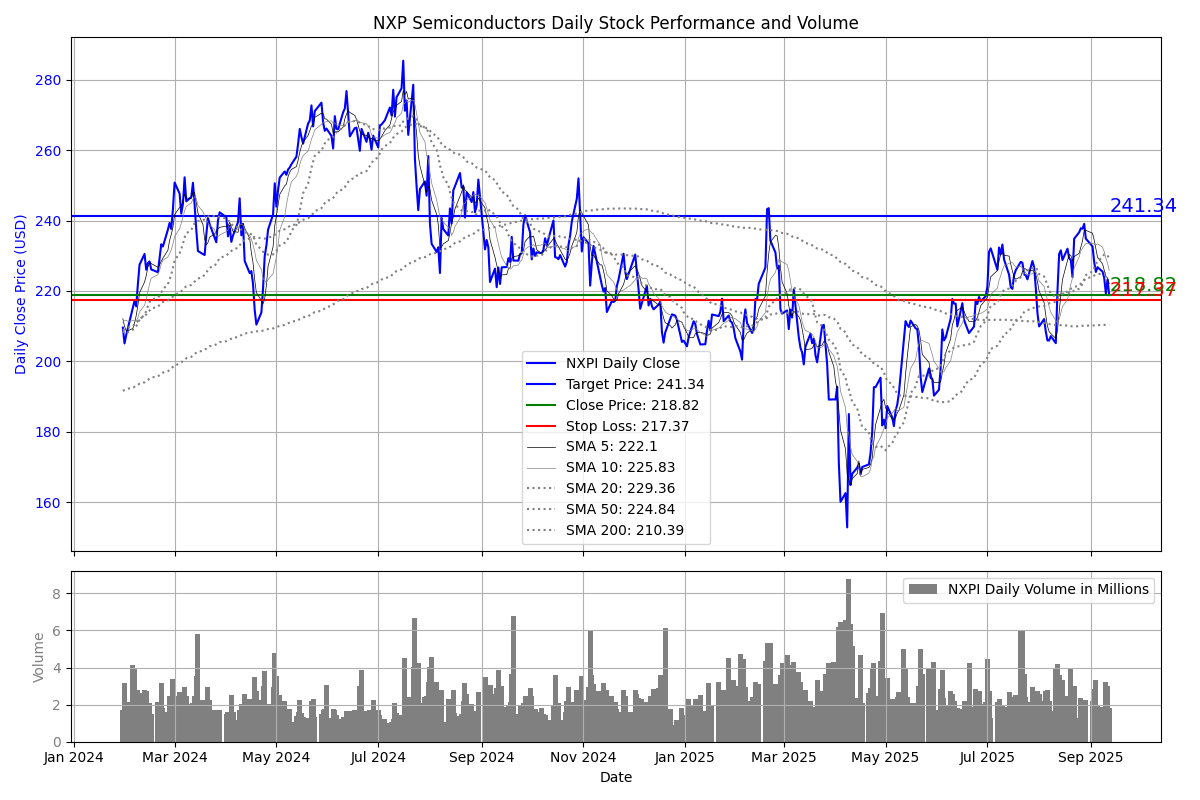 NXP Semiconductors Daily Stock Performance and Volume
Daily Close Price (USD)
280
260
240
220
200
180
160
241.34
218.82
217.37
NXPI Daily Close
Target Price: 241.34
Close Price: 218.82
Stop Loss: 217.37
SMA 5: 222.1
SMA 10: 225.83
SMA 20: 229.36
SMA 50: 224.84
SMA 200: 210.39
Volume
8
6
4
2
0
NXPI Daily Volume in Millions
Jan 2024 Mar 2024 May 2024 Jul 2024 Sep 2024 Nov 2024 Jan 2025 Mar 2025 May 2025 Jul 2025 Sep 2025
Date